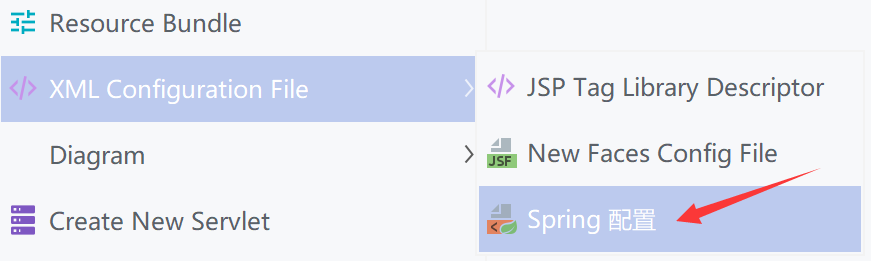 Resource Bundle
XML Configuration File
Diagram
Create New Servlet
JSP Tag Library Descriptor
JSF New Faces Config File
Spring 配置